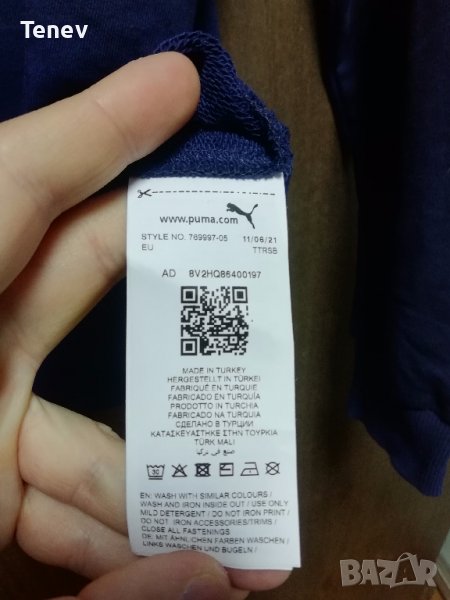 Tenev
www.puma.com
STYLE NO. 769997-05 11/06/21
EU TTRSB
AD 8V2HQ86400197
MADE IN TURKEY
HERGESTELLT IN TÜRKEI
FABRIQUÉ EN TURQUIE
FABRICADO EN TURQUÍA
FABRICADO NA TURQUIA
PRODOTTO IN TURCHIA
СДЕЛАНО В ТУРЦИИ
ΚΑΤΑΣΚΕΥΑΣΤΗΚΕ ΣΤΗΝ ΤΟΥΡΚΙΑ
TÜRK MALI
صنع في تركيا
30
EN: WASH WITH SIMILAR COLOURS /
WASH AND IRON INSIDE OUT / USE ONLY
MILD DETERGENT / DO NOT IRON PRINT /
DO NOT IRON ACCESSORIES/TRIMS /
CLOSE ALL FASTENINGS
DE: MIT ÄHNLICHEN FARBEN WASCHEN /
LINKS WASCHEN UND BÜGELN /
BAZAR